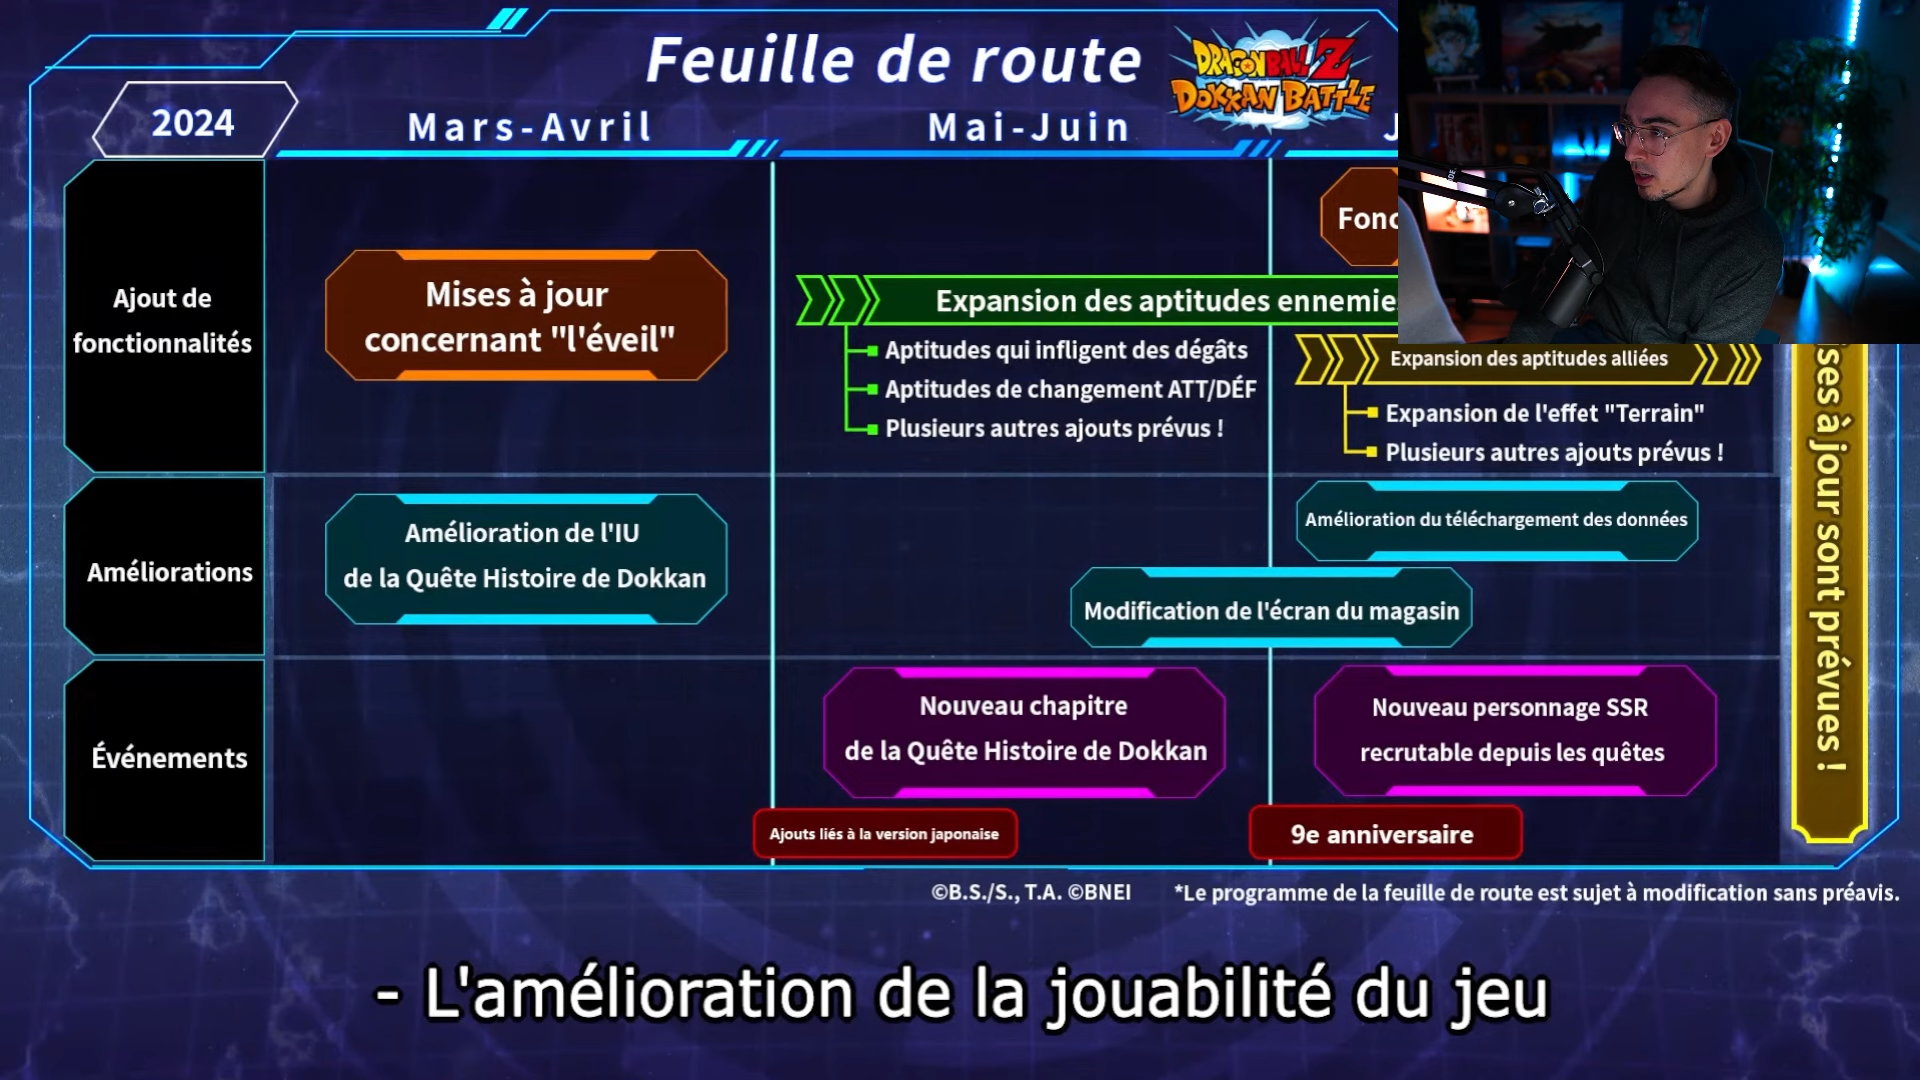 Feuille de route
DRAGON BALL Z
DOKKAN BATTLE
2024
Mars-Avril
Mai-Juin
Ajout de
fonctionnalités
Mises à jour
concernant "l'éveil"
Expansion des aptitudes ennemies
Aptitudes qui infligent des dégâts
Aptitudes de changement ATT/DÉF
Plusieurs autres ajouts prévus !
Expansion des aptitudes alliées
Expansion de l'effet "Terrain"
Plusieurs autres ajouts prévus !
Améliorations
Amélioration de l'IU
de la Quête Histoire de Dokkan
Amélioration du téléchargement des données
Modification de l'écran du magasin
Événements
Nouveau chapitre
de la Quête Histoire de Dokkan
Nouveau personnage SSR
recrutable depuis les quêtes
Ajouts liés à la version japonaise
9e anniversaire
à jour sont prévues !
©B.S./S., T.A. ©BNEI
*Le programme de la feuille de route est sujet à modification sans préavis.
- L'amélioration de la jouabilité du jeu